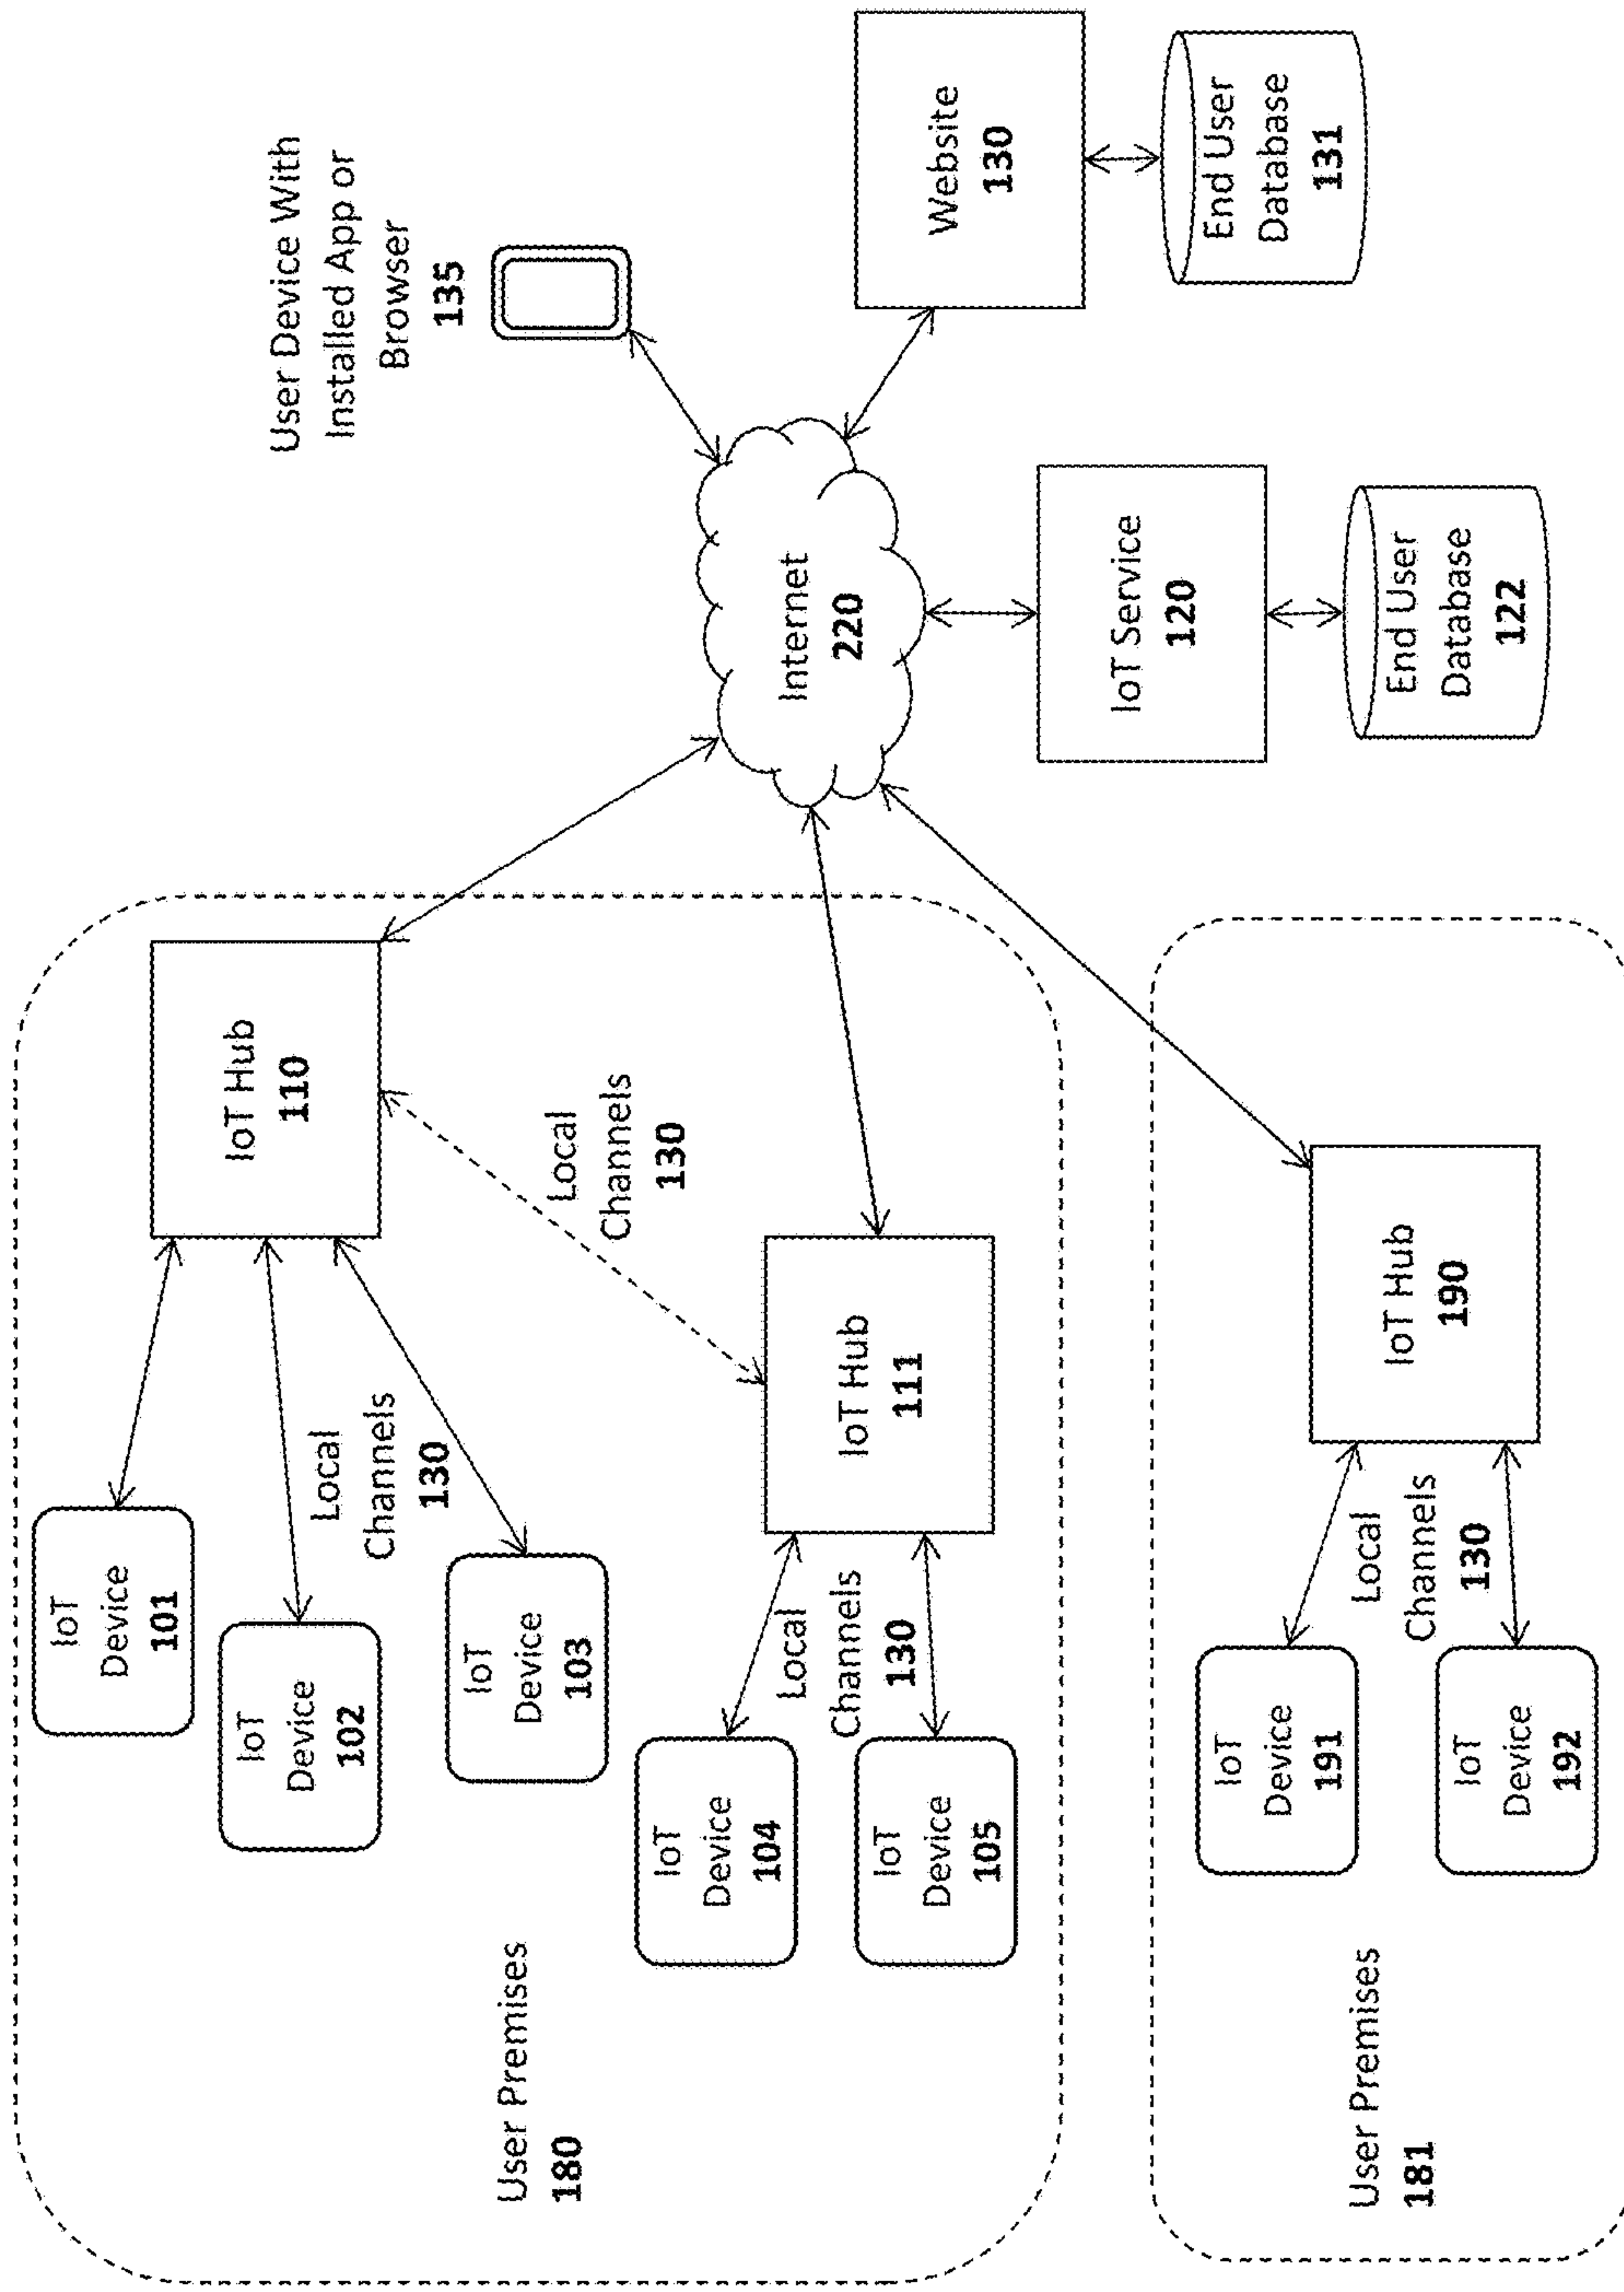 User Device With
Installed App or
Browser
135
Website
130
End User
Database
131
Internet
220
IoT Service
120
End User
Database
122
User Premises
180
IoT
Device
101
IoT
Device
102
IoT
Device
103
Local
Channels
130
IoT Hub
110
Local
Channels
130
IoT
Device
104
IoT
Device
105
Local
Channels
130
IoT Hub
111
User Premises
181
IoT
Device
191
IoT
Device
192
Local
Channels
130
IoT Hub
190